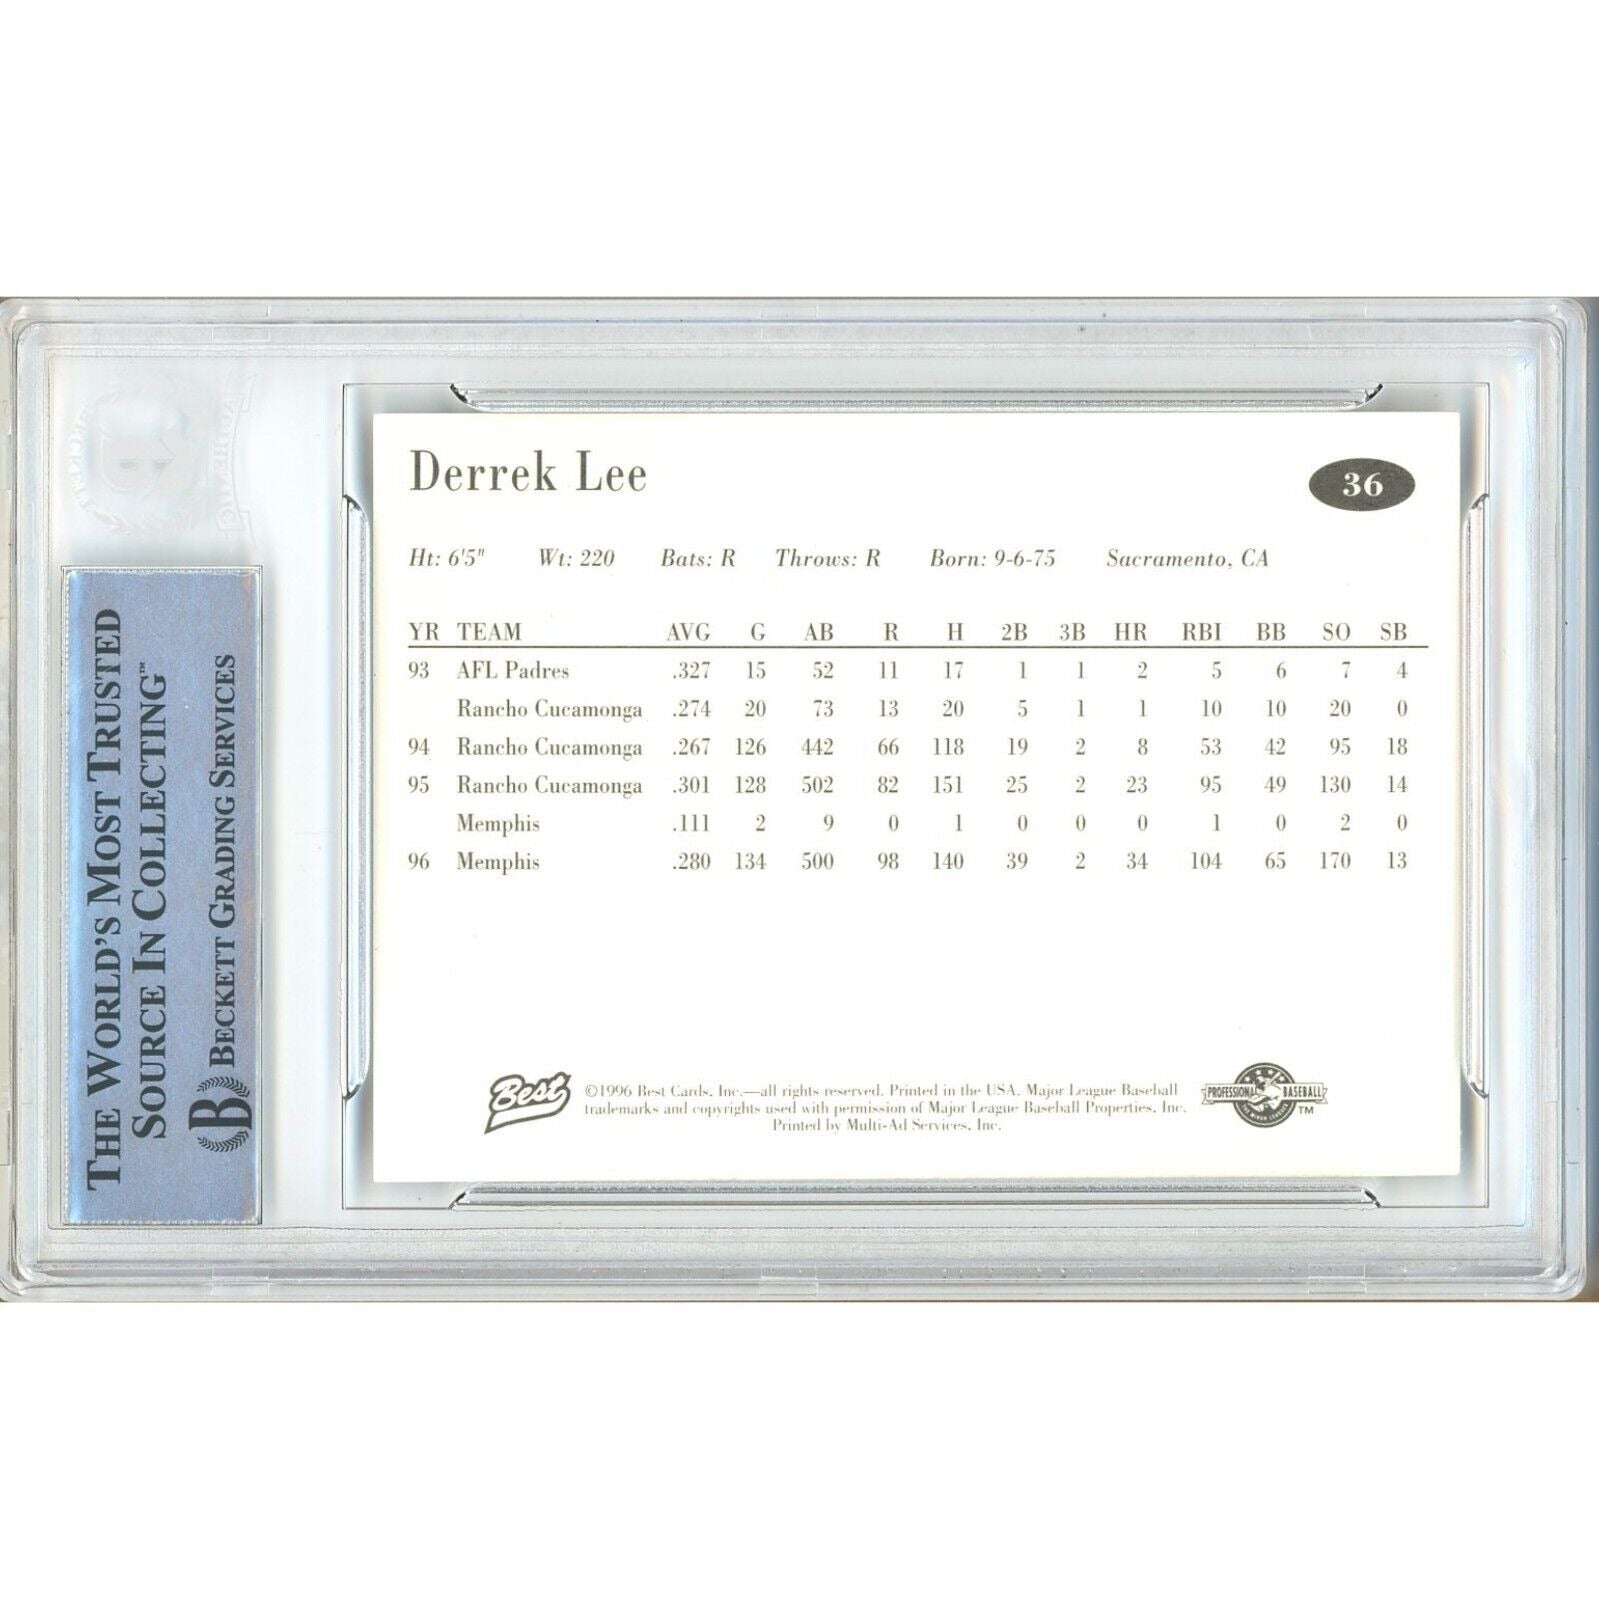 THE WORLD'S MOST TRUSTED
SOURCE IN COLLECTING™
BECKETT GRADING SERVICES
B
Derrek Lee
36
Ht: 6'5" Wt: 220 Bats: R Throws: R Born: 9-6-75 Sacramento, CA
YR TEAM AVG G AB R H 2B 3B HR RBI BB SO SB
93 AFL Padres .327 15 52 11 17 1 1 2 5 6 7 4
Rancho Cucamonga .274 20 73 13 20 5 1 1 10 10 20 0
94 Rancho Cucamonga .267 126 442 66 118 19 2 8 53 42 95 18
95 Rancho Cucamonga .301 128 502 82 151 25 2 23 95 49 130 14
Memphis .111 2 9 0 1 0 0 0 1 0 2 0
96 Memphis .280 134 500 98 140 39 2 34 104 65 170 13
Best
©1996 Best Cards, Inc.—all rights reserved. Printed in the USA. Major League Baseball
trademarks and copyrights used with permission of Major League Baseball Properties, Inc.
Printed by Multi-Ad Services, Inc.
PROFESSIONAL BASEBALL
THE MINOR LEAGUES
TM